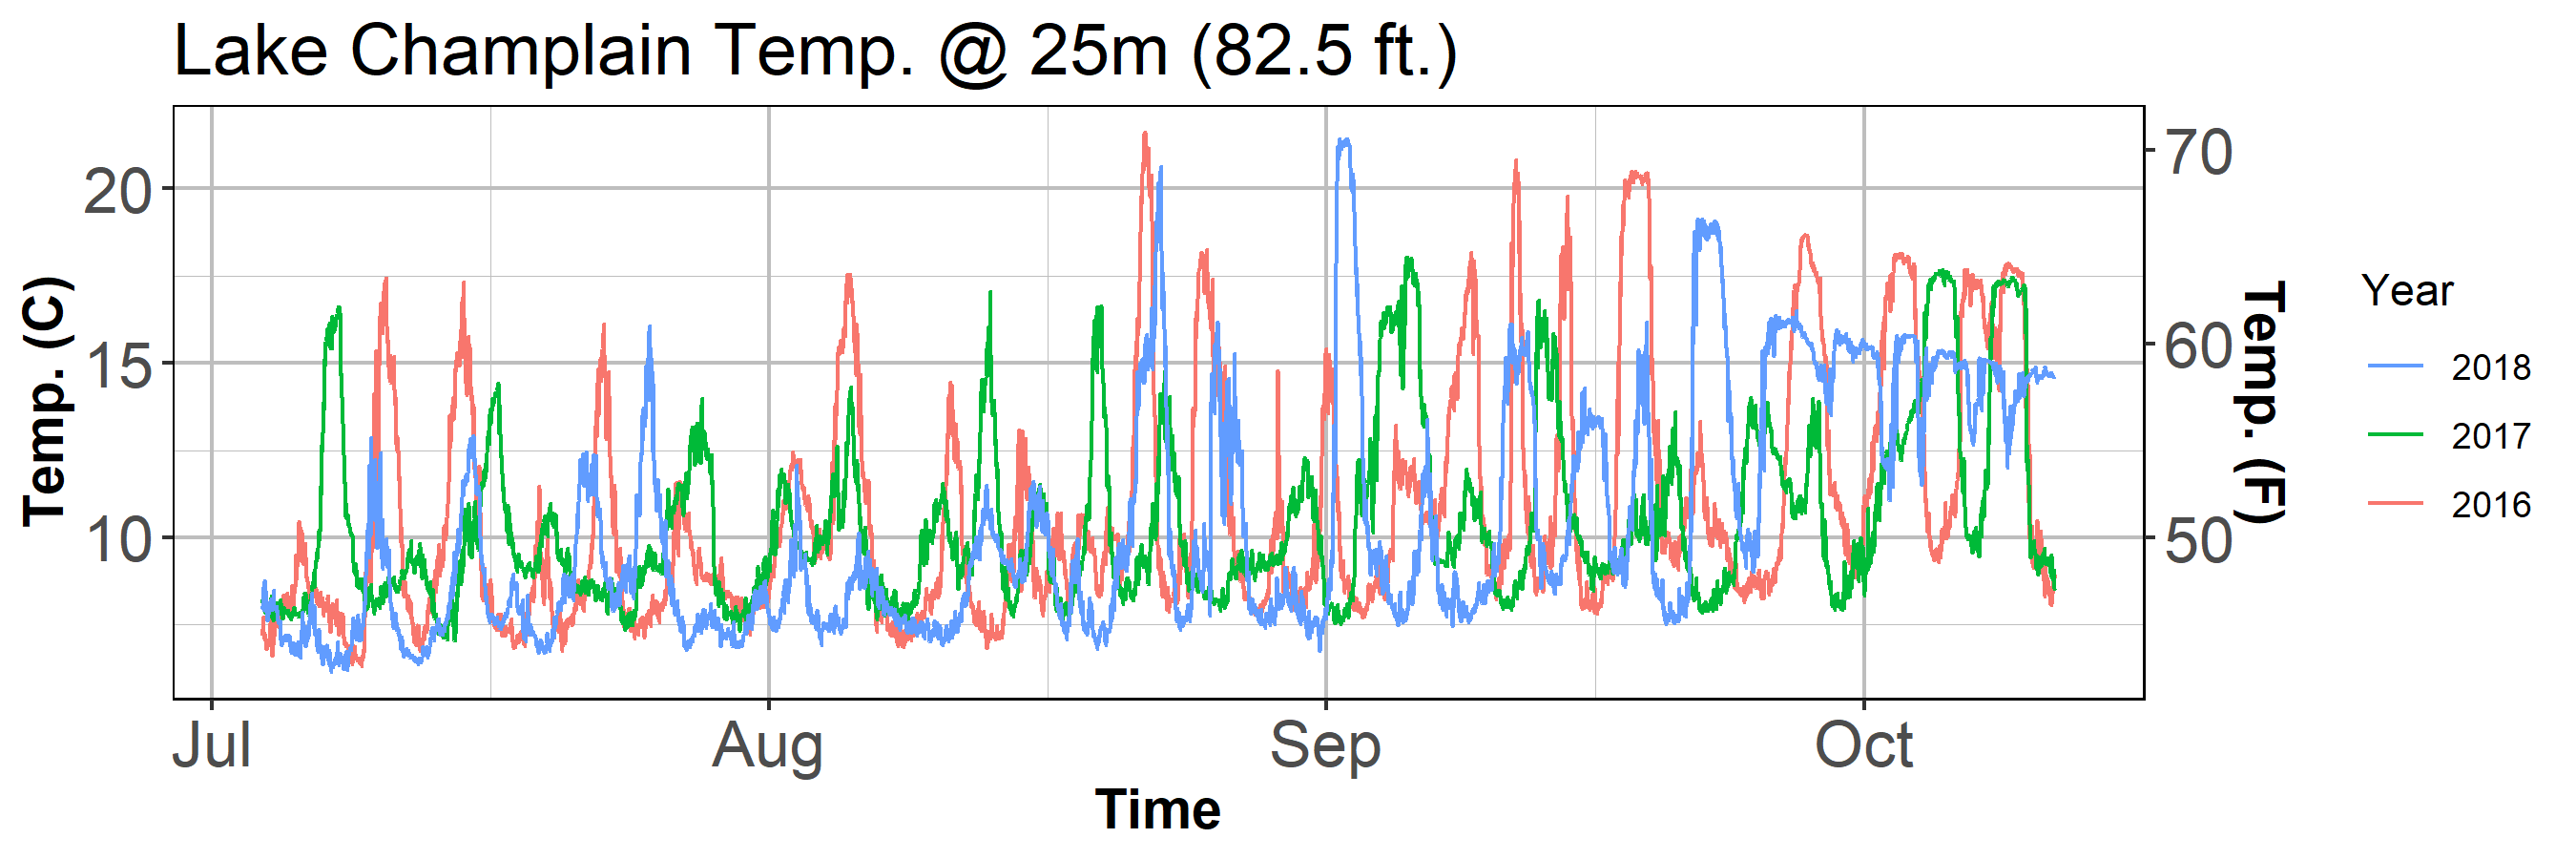 Lake Champlain Temp. @ 25m (82.5 ft.)
Temp. (C)
20
15
10
70
60
50
Temp. (F)
Jul Aug Sep Oct
Time
Year
2018
2017
2016